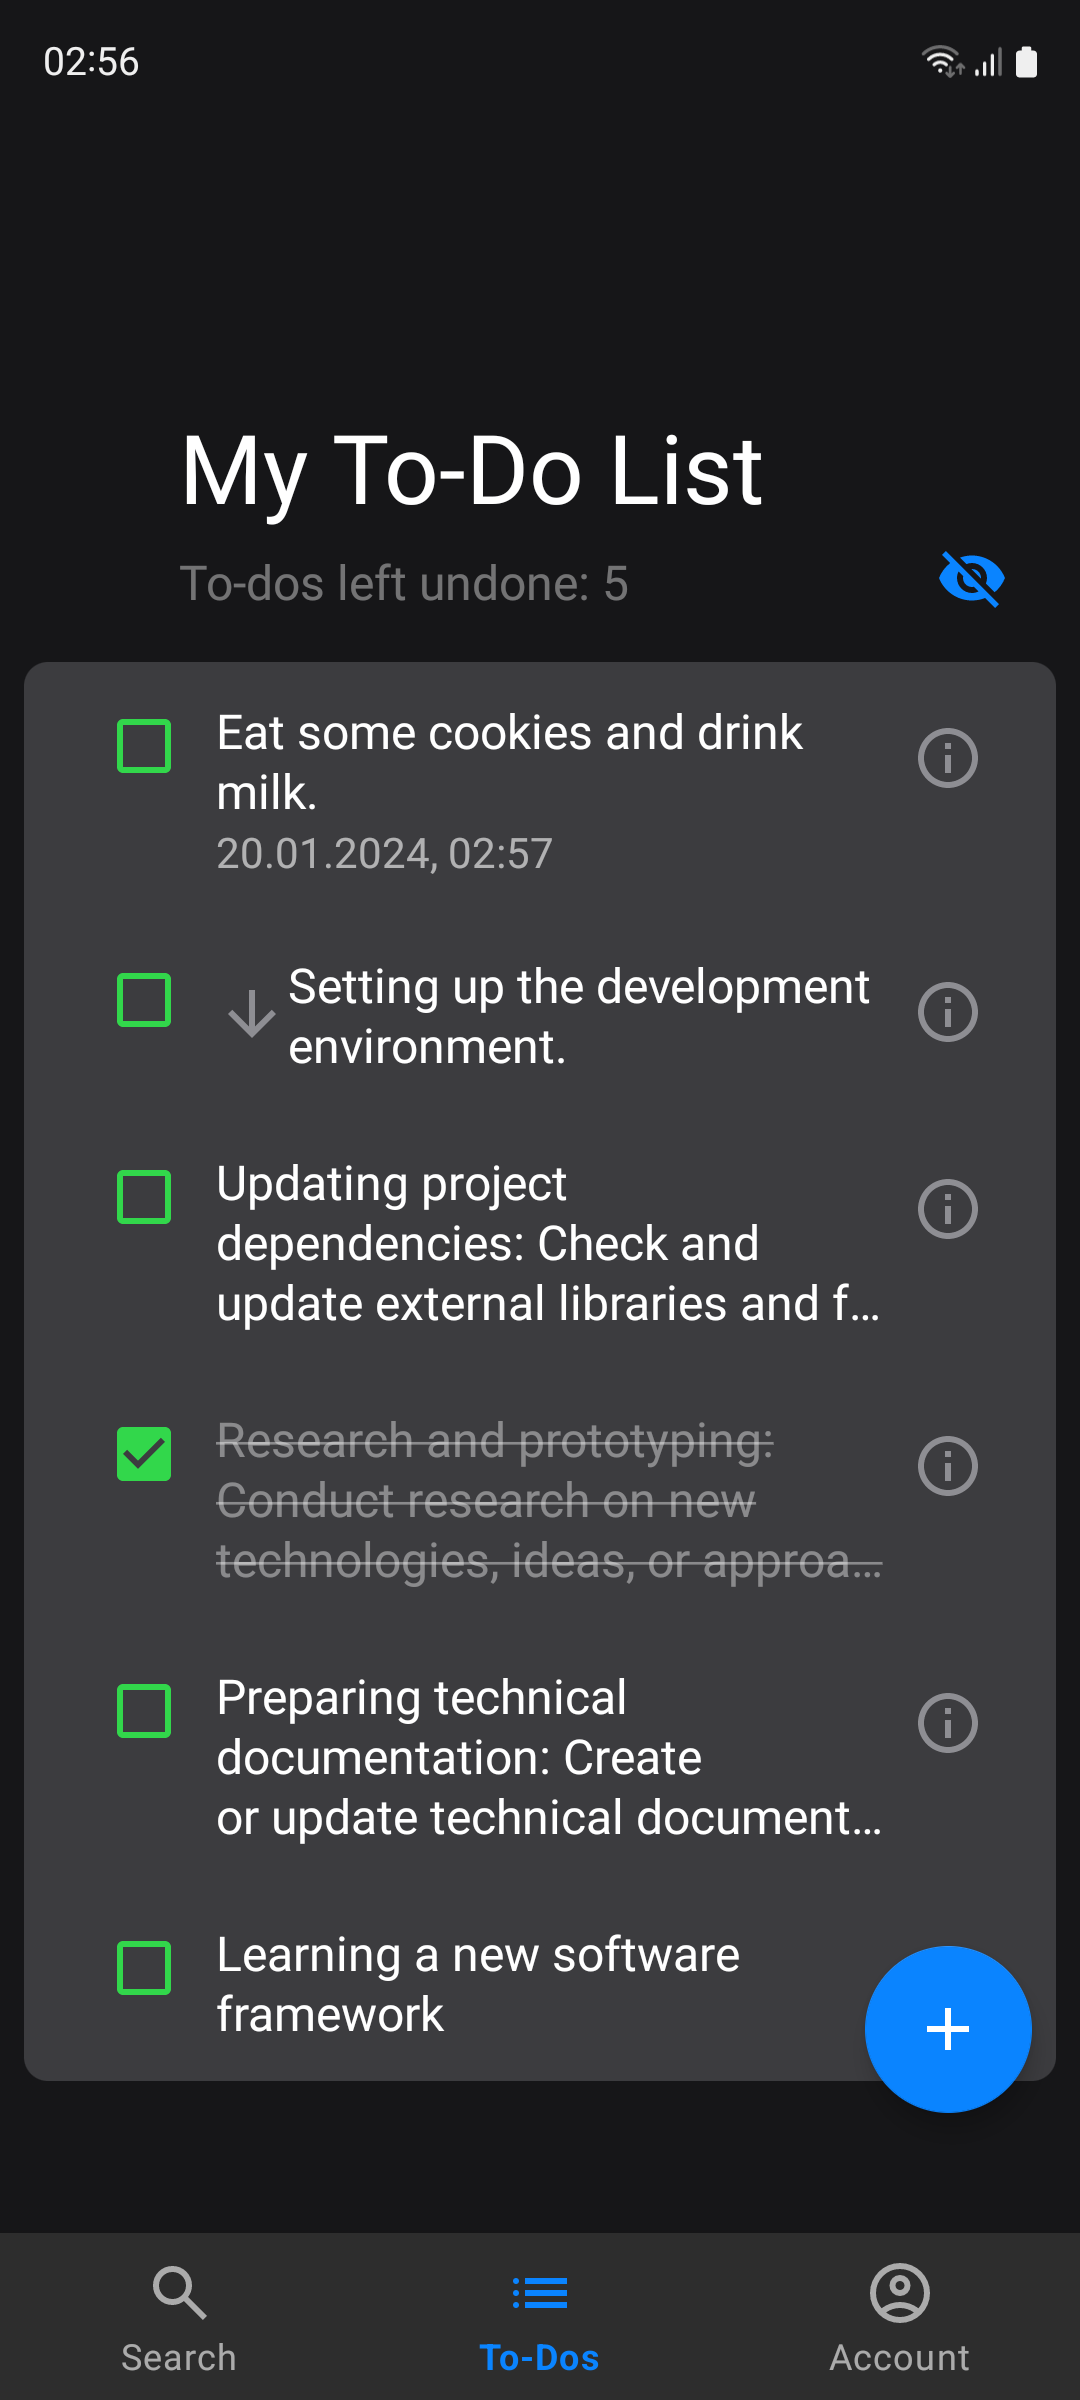 02:56
My To-Do List
To-dos left undone: 5
Eat some cookies and drink
milk.
20.01.2024, 02:57
Setting up the development
environment.
Updating project
dependencies: Check and
update external libraries and f...
Research and prototyping:
Conduct research on new
technologies, ideas, or approa...
Preparing technical
documentation: Create
or update technical document...
Learning a new software
framework
Search
To-Dos
Account